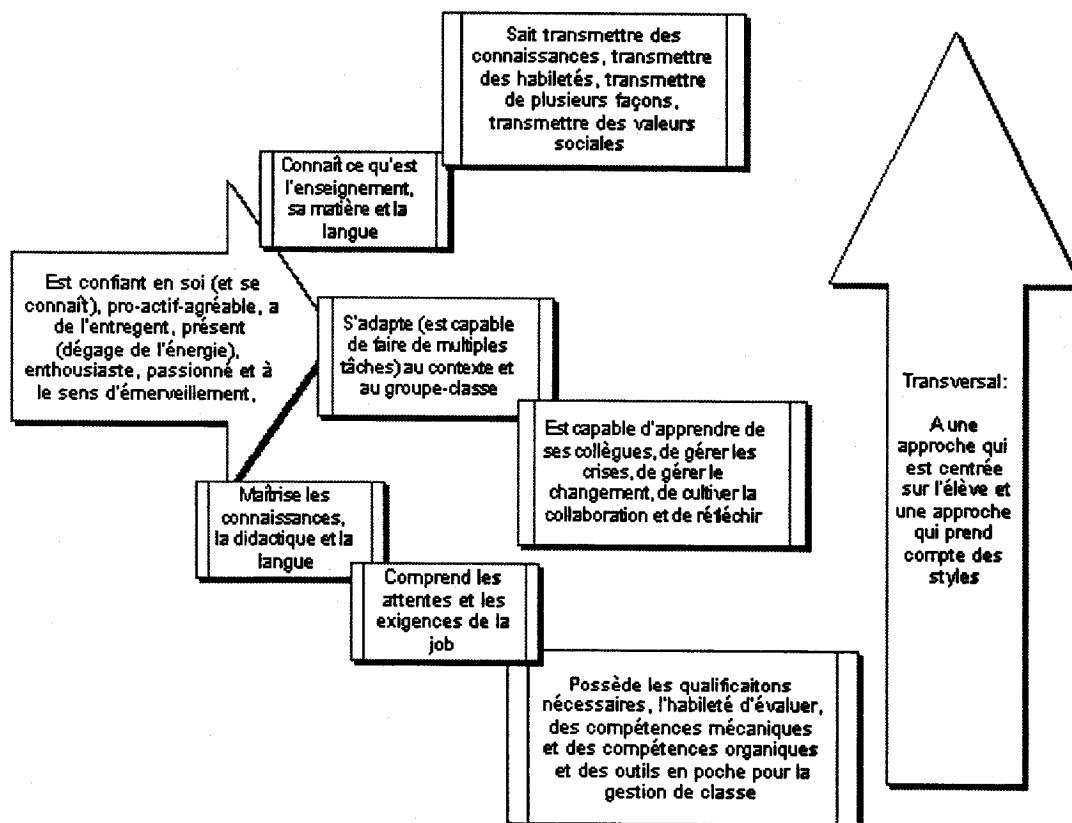 Sait transmettre des
connaissances, transmettre
des habiletés, transmettre
de plusieurs façons,
transmettre des valeurs
sociales
Connaît ce qu'est
l'enseignement,
sa matière et la
langue
Est confiant en soi (et se
connaît), pro-actif-agréable, a
de l'entregent, présent
(dégage de l'énergie),
enthousiaste, passionné et à
le sens d'émerveillement.
S'adapte (est capable
de faire de multiples
tâches) au contexte et
au groupe-classe
Est capable d'apprendre de
ses collègues, de gérer les
crises, de gérer le
changement, de cultiver la
collaboration et de réfléchir
Maîtrise les
connaissances,
la didactique et la
langue
Comprend les
attentes et les
exigences de la
job
Possède les qualificaitons
nécessaires, l'habileté d'évaluer,
des compétences mécaniques
et des compétences organiques
et des outils en poche pour la
gestion de classe
Transversal:
A une
approche qui
est centrée
sur l'élève et
une approche
qui prend
compte des
styles